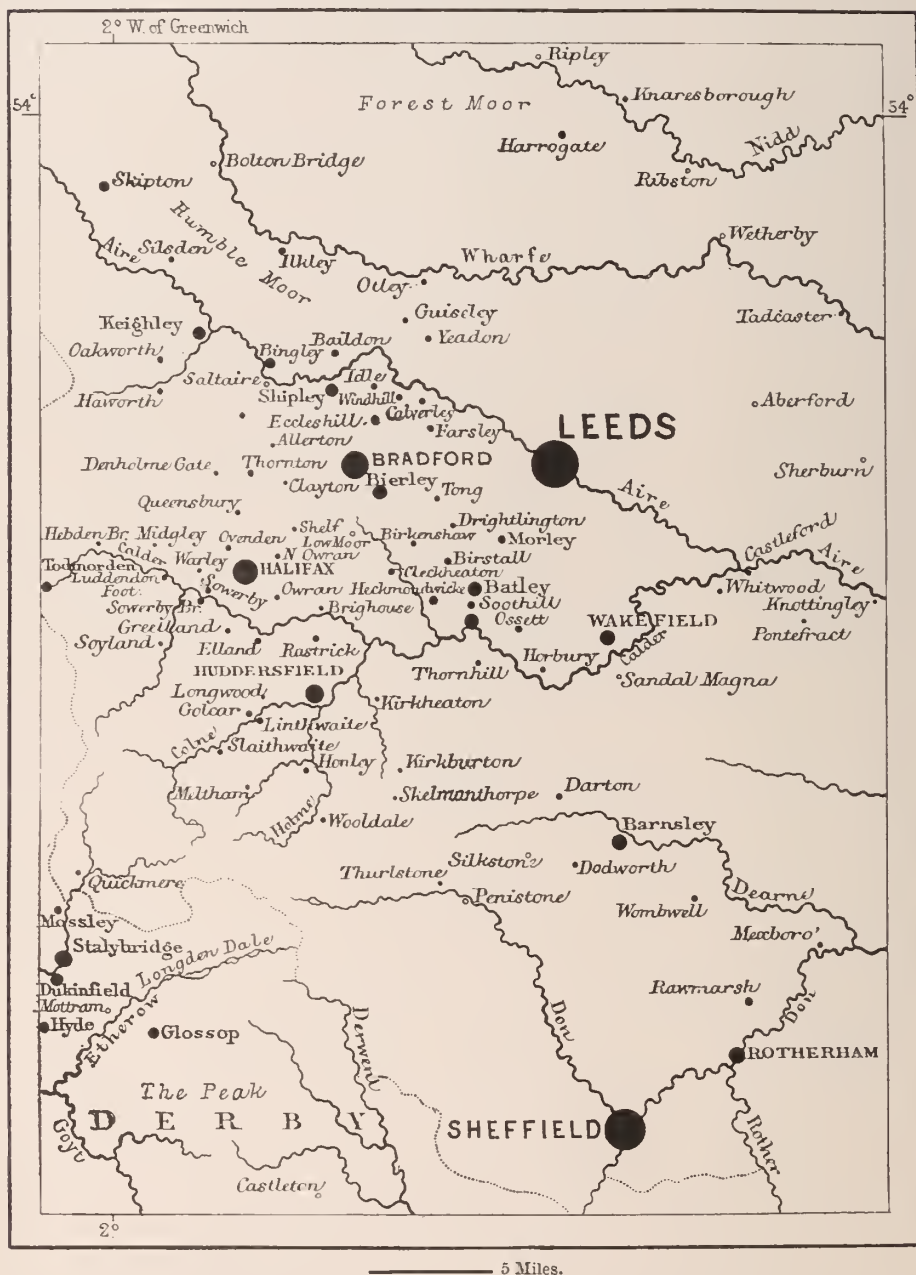 2° W. of Greenwich
Ripley
54°
54°
Forest Moor
Knaresborough
Harrogate
Nidd
Bolton Bridge
Ribston
Skipton
Rumble Moor
Wetherby
Aire
Silsden
Ilkley
Wharfe
Otley
Guiseley
Tadcaster
Keighley
Yeadon
Baildon
Oakworth
Bingley
Idle
Saltaire
Shipley
Windhill
Calverley
Haworth
Aberford
Eccleshill
Farsley
LEEDS
Allerton
Denholme Gate
Thornton
BRADFORD
Sherburn
Clayton
Bierley
Tong
Aire
Queensbury
Shelf
Drightlington
Hebden Br.
Midgley
Ovenden
Low Moor
Birkenshaw
Morley
Castleford
Calder
Warley
N Owran
Birstall
Aire
Todmorden
HALIFAX
Cleckheaton
Luddendon Foot
Sowerby
Owran
Heckmondwicke
Batley
Whitwood
Sowerby Br.
Brighouse
Soothill
Knottingley
Greetland
Ossett
WAKEFIELD
Pontefract
Soyland
Elland
Rastrick
Horbury
Calder
HUDDERSFIELD
Thornhill
Sandal Magna
Longwood
Golcar
Kirkheaton
Linthwaite
Colne
Slaithwaite
Honley
Kirkburton
Meltham
Skelmanthorpe
Darton
Holme
Wooldale
Barnsley
Silkstone
Dodworth
Quickmere
Thurlstone
Penistone
Dearne
Mossley
Wombwell
Stalybridge
Longden Dale
Mexboro'
Dukinfield
Mottram
Rawmarsh
Hyde
Etherow
Glossop
Derwent
Don
Don
ROTHERHAM
The Peak
DERBY
SHEFFIELD
Goyt
Rother
Castleton
2°
5 Miles.